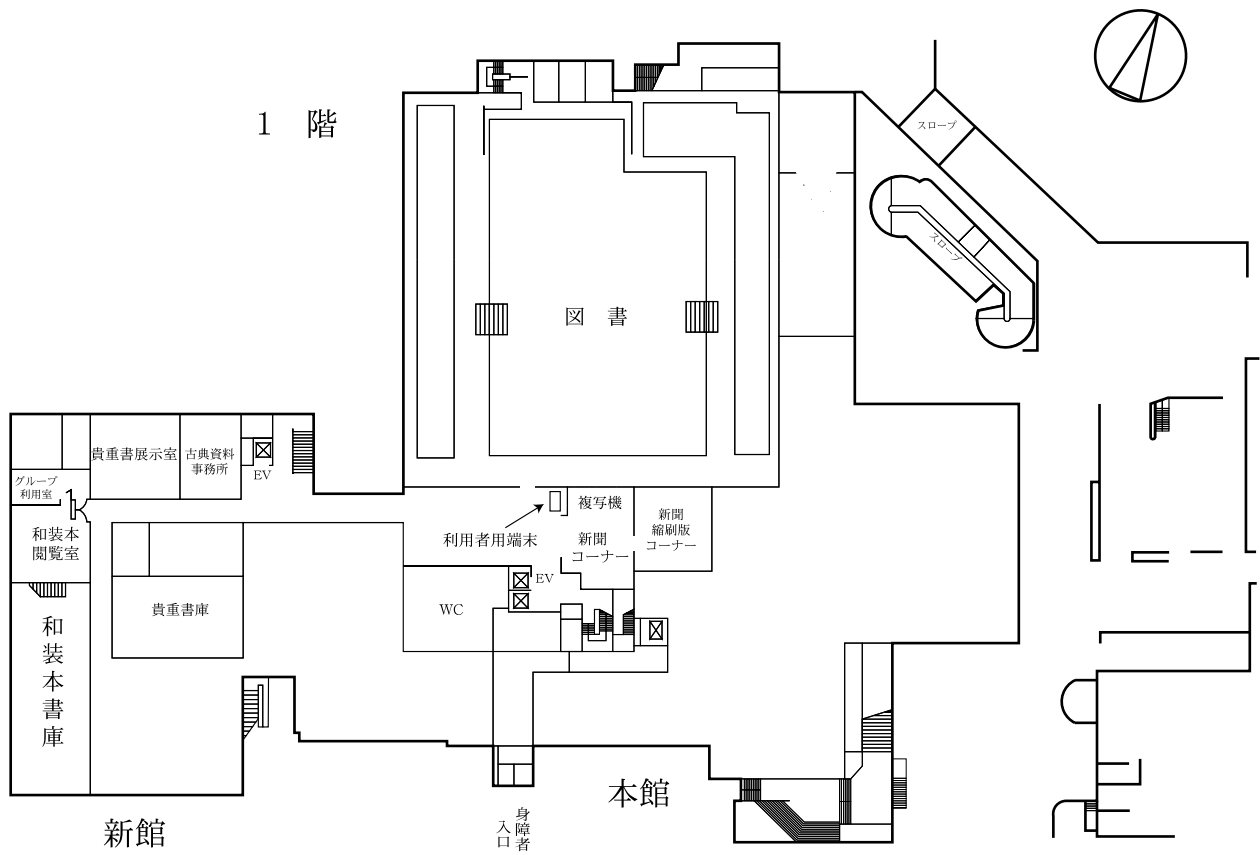 1 階
スロープ
スロープ
図 書
貴重書展示室
古典資料
事務所
EV
グループ
利用室
和装本
閲覧室
複写機
新聞
縮刷版
コーナー
利用者用端末
新聞
コーナー
EV
WC
貴重書庫
和装本書庫
本館
新館
身障者
入口